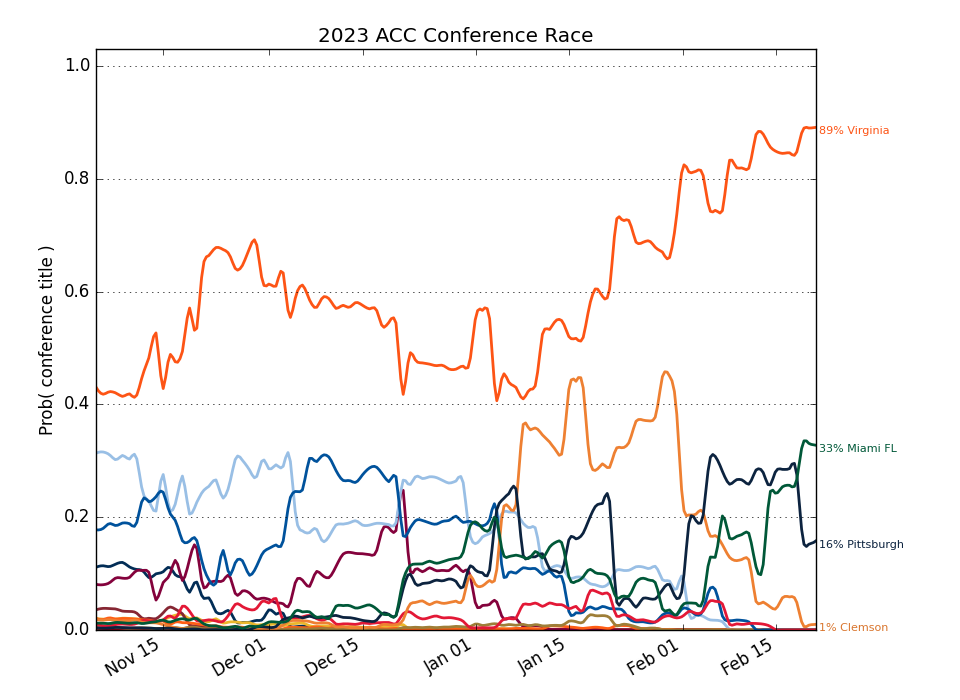 2023 ACC Conference Race
Prob( conference title )
1.0
0.8
0.6
0.4
0.2
0.0
89% Virginia
33% Miami FL
16% Pittsburgh
1% Clemson
Nov 15
Dec 01
Dec 15
Jan 01
Jan 15
Feb 01
Feb 15